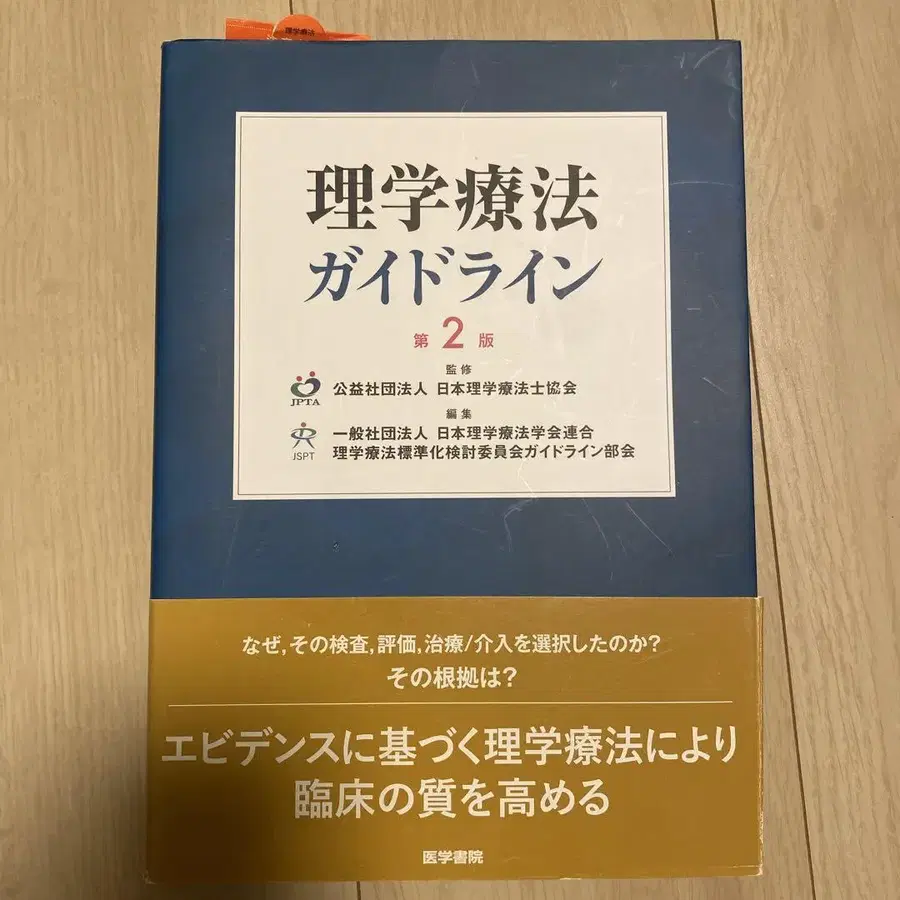 理学療法
理学療法
ガイドライン
第2版
監修
JPTA
公益社団法人 日本理学療法士協会
編集
JSPT
一般社団法人 日本理学療法学会連合
理学療法標準化検討委員会ガイドライン部会
なぜ,その検査,評価,治療/介入を選択したのか?
その根拠は?
エビデンスに基づく理学療法により
臨床の質を高める
医学書院